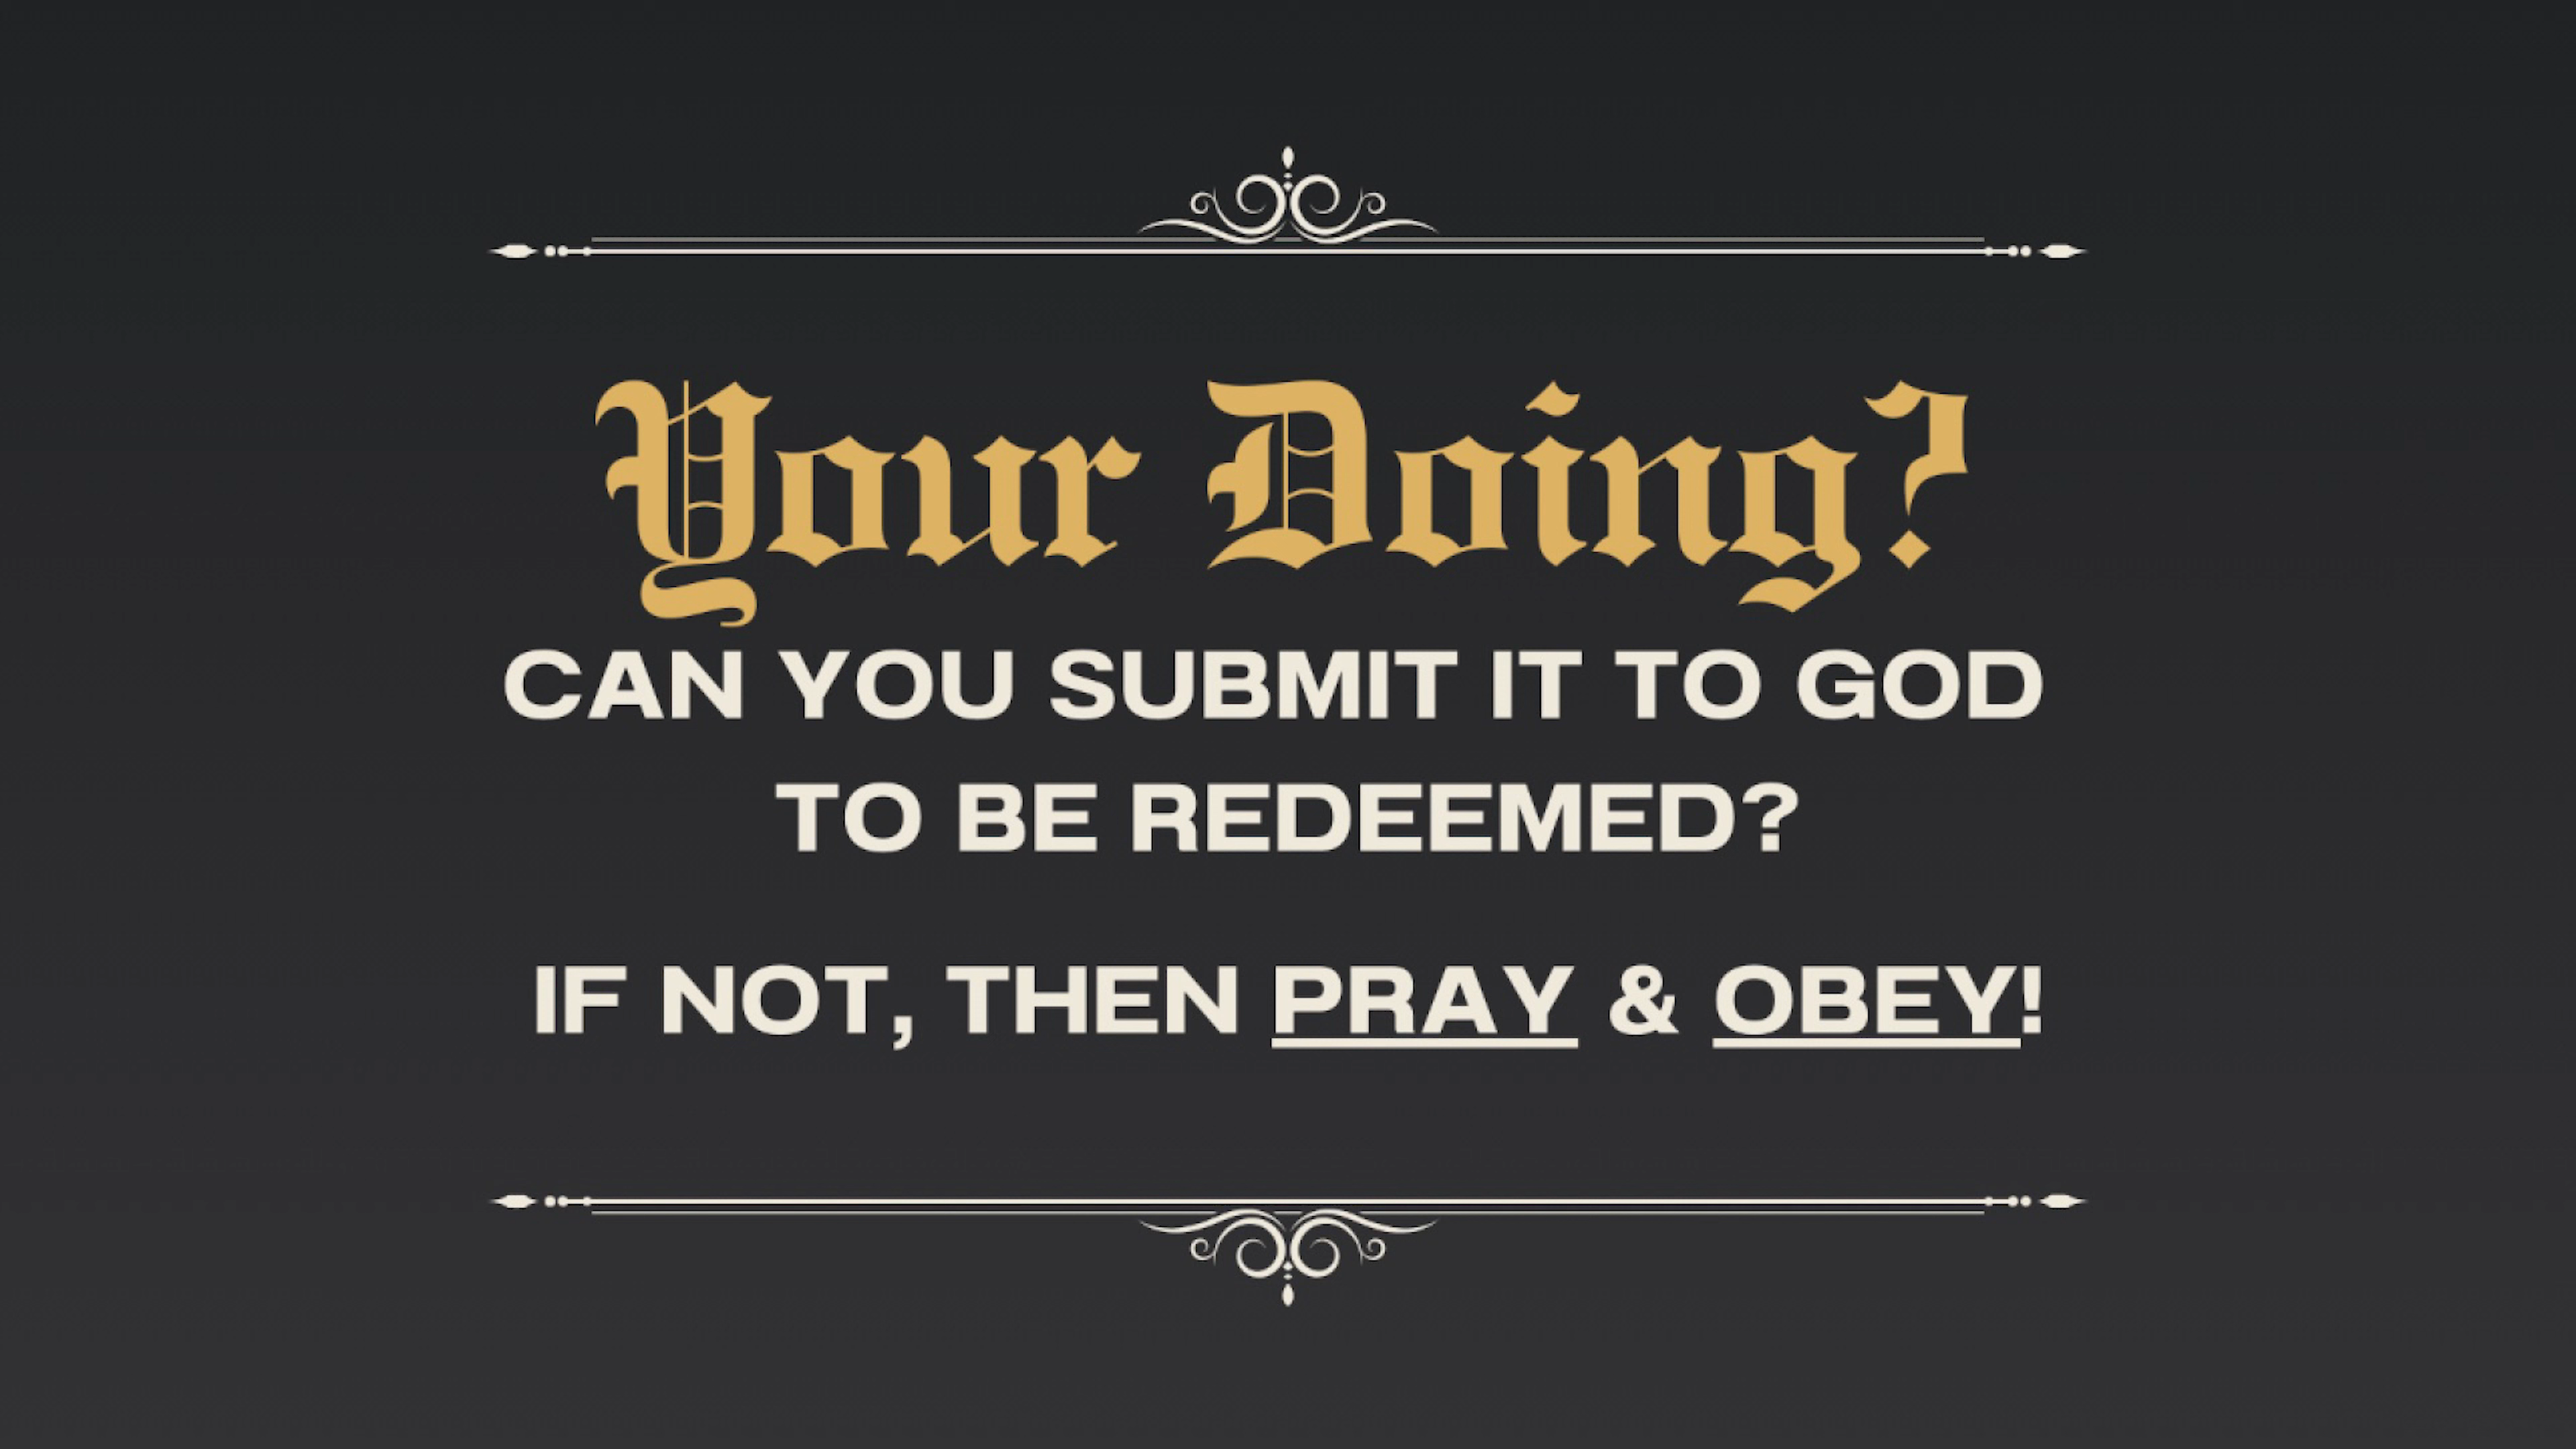 Your Doing?
CAN YOU SUBMIT IT TO GOD
TO BE REDEEMED?
IF NOT, THEN PRAY & OBEY!